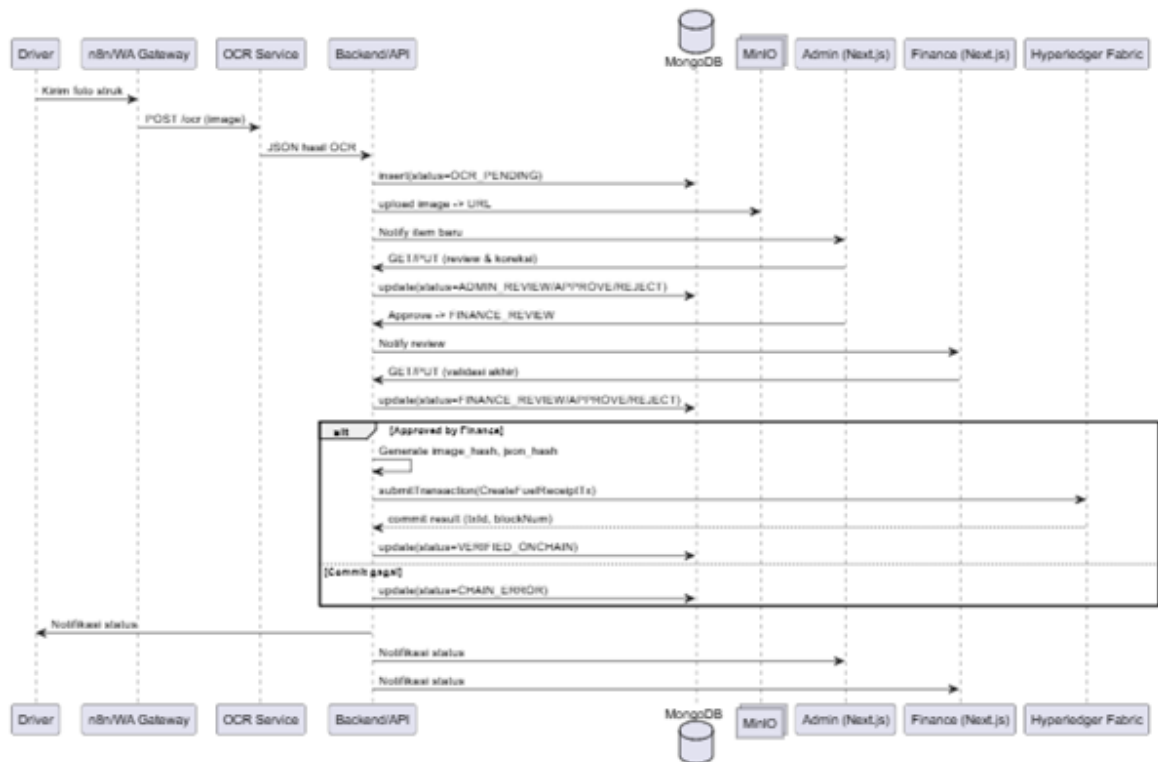 MongoDB
Driver
n8n/WA Gateway
OCR Service
Backend/API
MinIO
Admin (Next.js)
Finance (Next.js)
Hyperledger Fabric
Kirim foto struk
POST /ocr (image)
JSON hasil OCR
insert(status=OCR_PENDING)
upload image -> URL
Notify item baru
GET/PUT (review & koreksi)
update(status=ADMIN_REVIEW/APPROVE/REJECT)
Approve -> FINANCE_REVIEW
Notify review
GET/PUT (validasi akhir)
update(status=FINANCE_REVIEW/APPROVE/REJECT)
alt [Approved by Finance]
Generate image_hash, json_hash
submitTransaction(CreateFuelReceiptTx)
commit result (txId, blockNum)
update(status=VERIFIED_ONCHAIN)
[Commit gagal]
update(status=CHAIN_ERROR)
Notifikasi status
Notifikasi status
Notifikasi status
Driver
n8n/WA Gateway
OCR Service
Backend/API
MongoDB
MinIO
Admin (Next.js)
Finance (Next.js)
Hyperledger Fabric